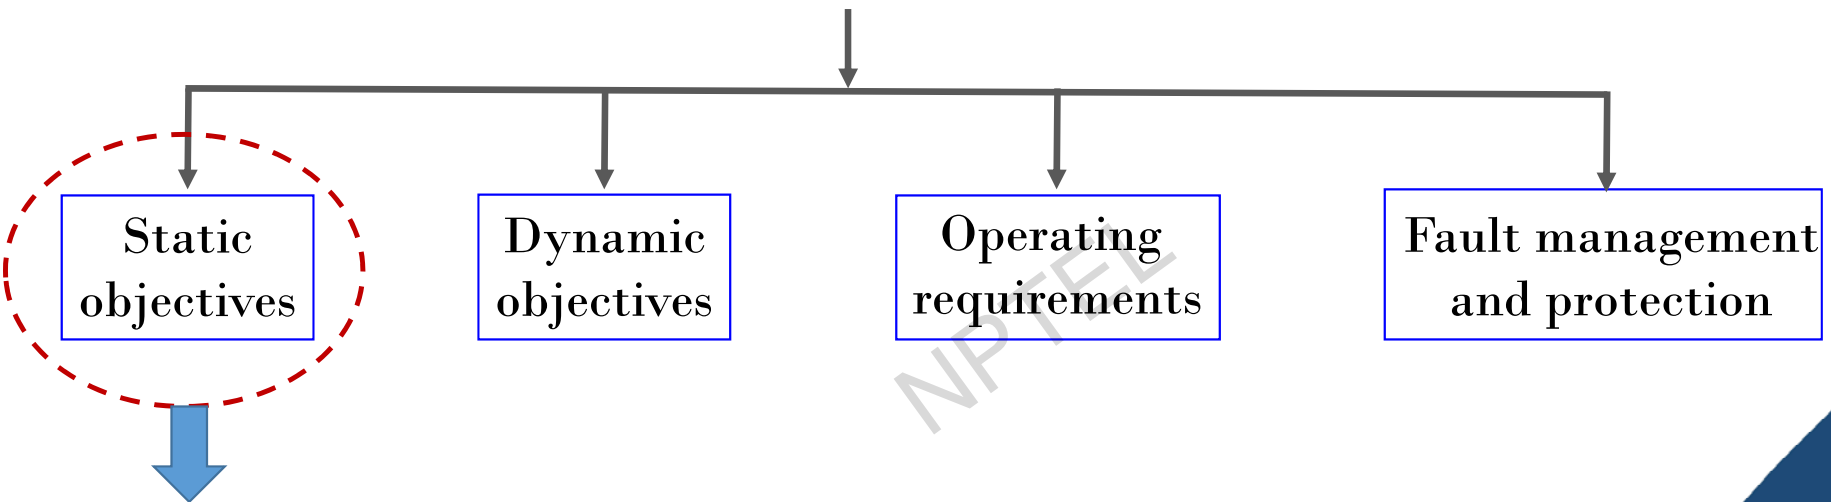 Static
objectives
Dynamic
objectives
Operating
requirements
Fault management
and protection
NPTEL